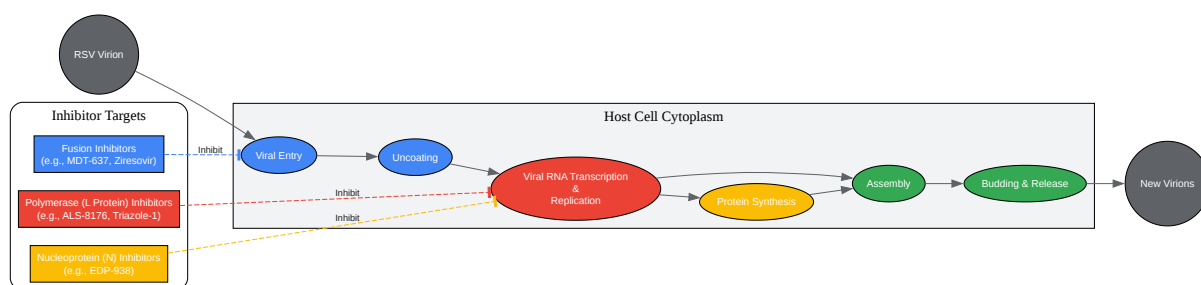 RSV Virion
Inhibitor Targets
Fusion Inhibitors
(e.g., MDT-637, Ziresovir)
Polymerase (L Protein) Inhibitors
(e.g., ALS-8176, Triazole-1)
Nucleoprotein (N) Inhibitors
(e.g., EDP-938)
Inhibit
Inhibit
Inhibit
Host Cell Cytoplasm
Viral Entry
Uncoating
Viral RNA Transcription
&
Replication
Protein Synthesis
Assembly
Budding & Release
New Virions